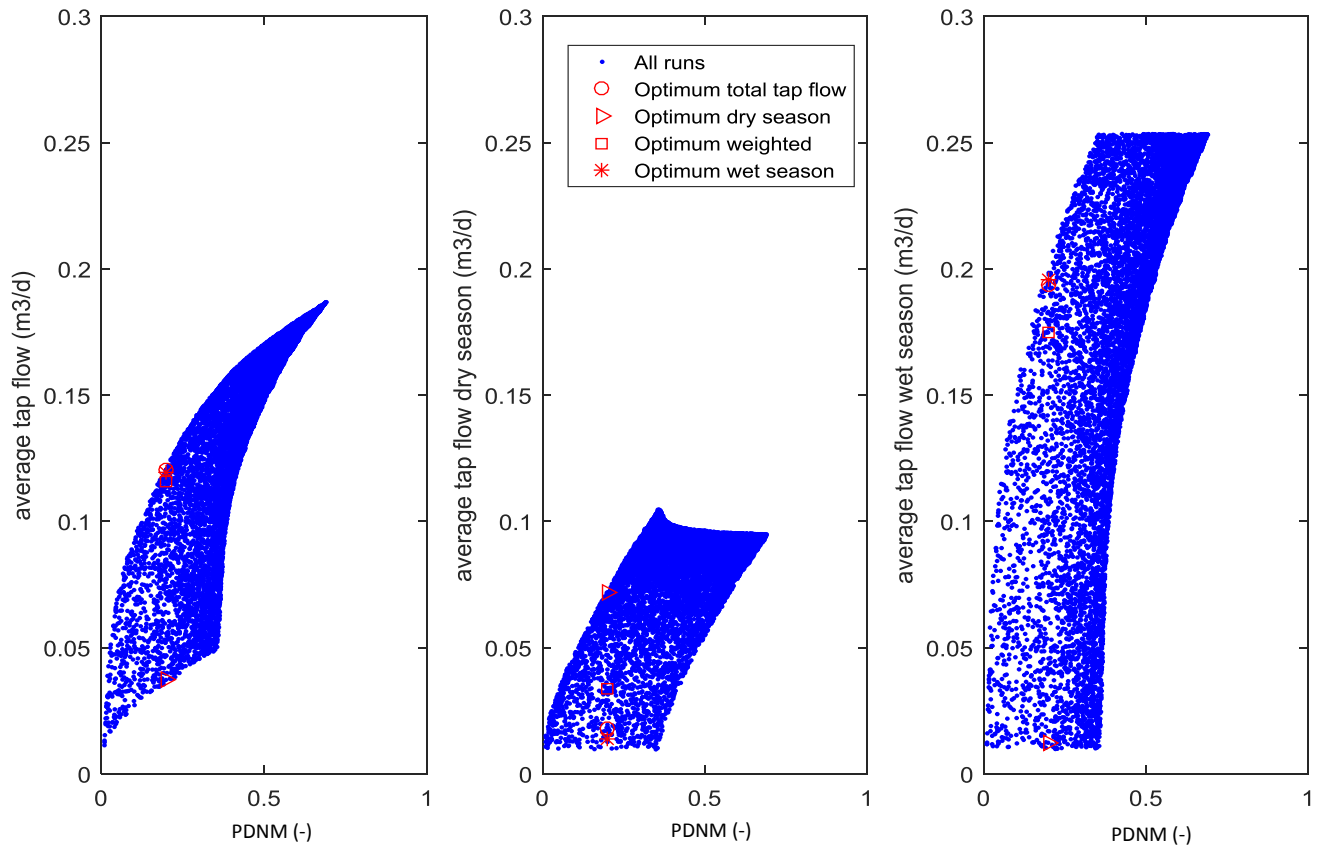 0.3
0.25
0.2
0.15
0.1
0.05
0
0
0.5
1
average tap flow (m3/d)
PDNM (-)
0.3
0.25
0.2
0.15
0.1
0.05
0
0
0.5
1
average tap flow dry season (m3/d)
PDNM (-)
All runs
Optimum total tap flow
Optimum dry season
Optimum weighted
Optimum wet season
0.3
0.25
0.2
0.15
0.1
0.05
0
0
0.5
1
average tap flow wet season (m3/d)
PDNM (-)